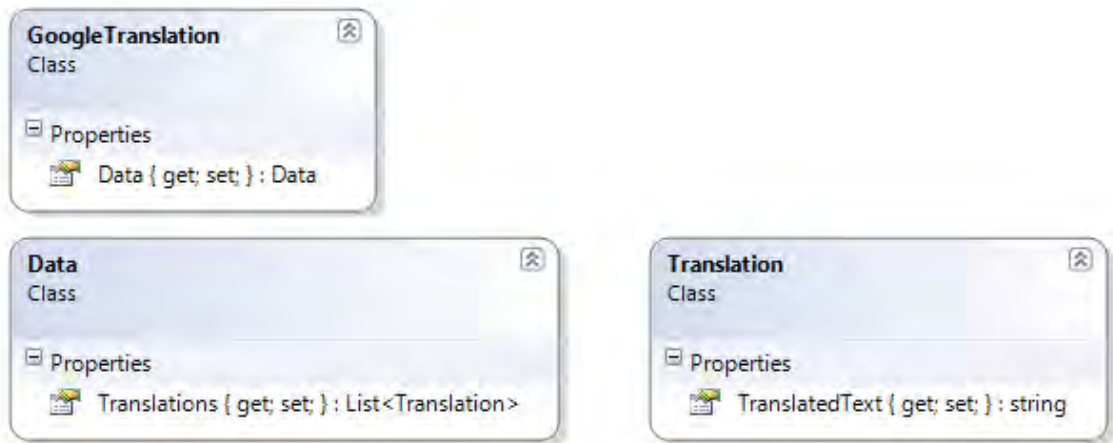 GoogleTranslation
Class
Properties
Data { get; set; } : Data
Data
Class
Properties
Translations { get; set; } : List<Translation>
Translation
Class
Properties
TranslatedText { get; set; } : string